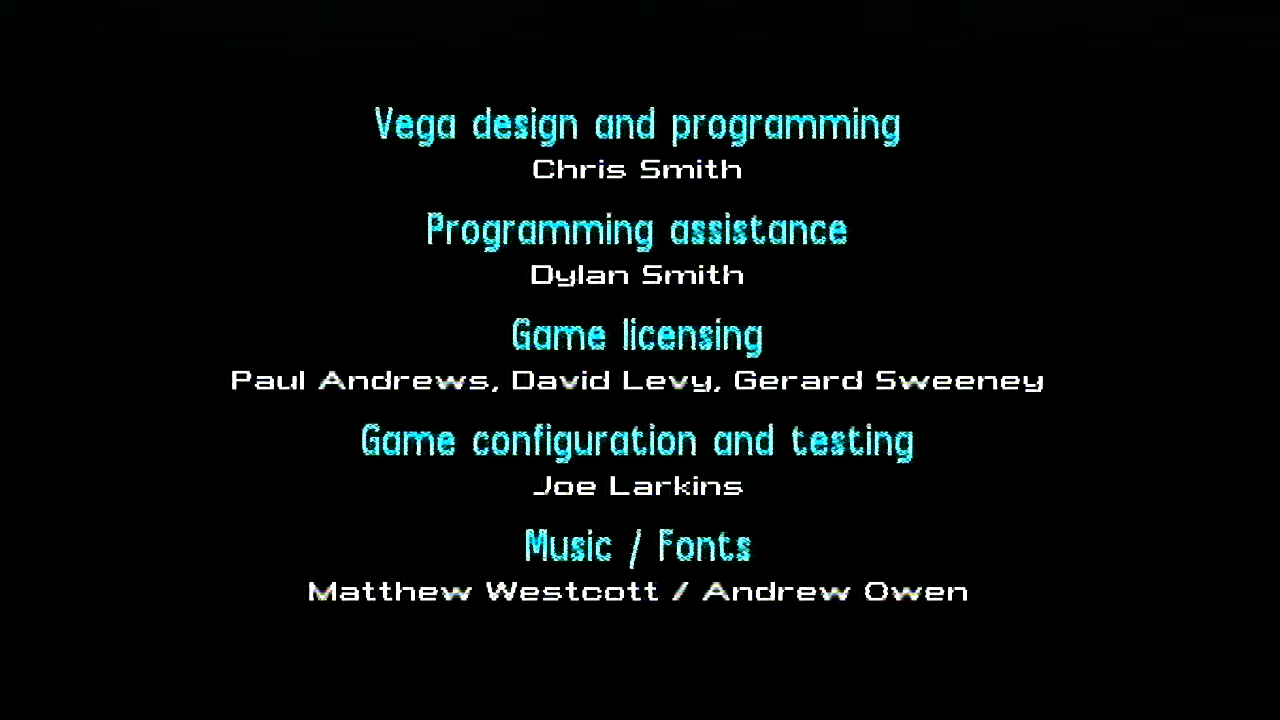 Vega design and programming
Chris Smith
Programming assistance
Dylan Smith
Game licensing
Paul Andrews, David Levy, Gerard Sweeney
Game configuration and testing
Joe Larkins
Music / Fonts
Matthew Westcott / Andrew Owen